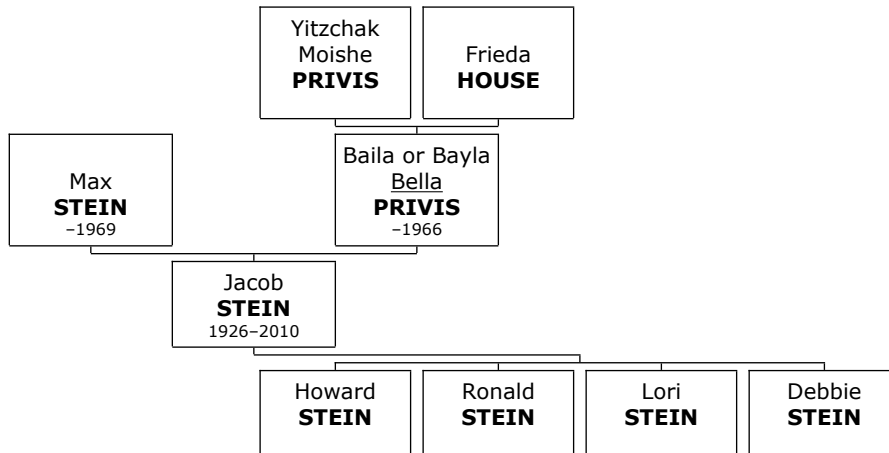 Yitzchak
Moishe
PRIVIS
Frieda
HOUSE
Max
STEIN
–1969
Baila or Bayla
Bella
PRIVIS
–1966
Jacob
STEIN
1926–2010
Howard
STEIN
Ronald
STEIN
Lori
STEIN
Debbie
STEIN